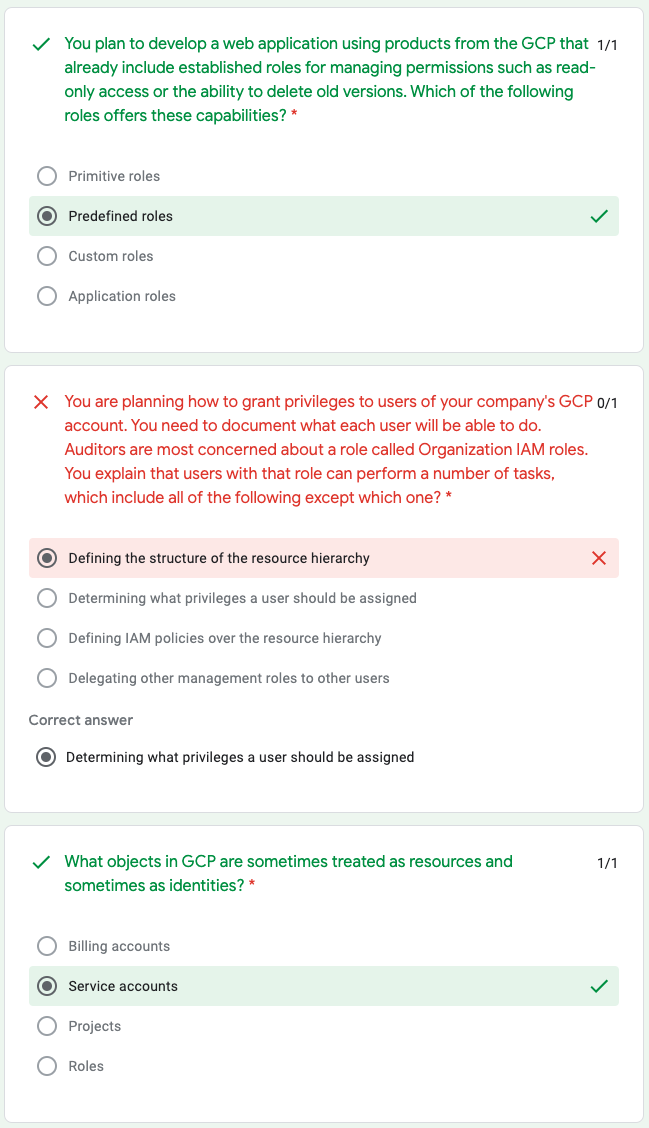 You plan to develop a web application using products from the GCP that 1/1
already include established roles for managing permissions such as read-
only access or the ability to delete old versions. Which of the following
roles offers these capabilities? *
Primitive roles
Predefined roles
Custom roles
Application roles
You are planning how to grant privileges to users of your company's GCP 0/1
account. You need to document what each user will be able to do.
Auditors are most concerned about a role called Organization IAM roles.
You explain that users with that role can perform a number of tasks,
which include all of the following except which one? *
Defining the structure of the resource hierarchy
Determining what privileges a user should be assigned
Defining IAM policies over the resource hierarchy
Delegating other management roles to other users
Correct answer
Determining what privileges a user should be assigned
What objects in GCP are sometimes treated as resources and 1/1
sometimes as identities? *
Billing accounts
Service accounts
Projects
Roles